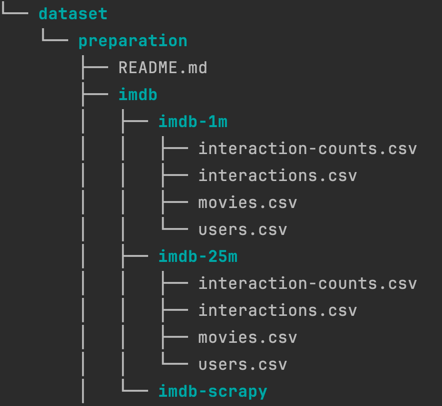 dataset
preparation
README.md
imdb
imdb-1m
interaction-counts.csv
interactions.csv
movies.csv
users.csv
imdb-25m
interaction-counts.csv
interactions.csv
movies.csv
users.csv
imdb-scrapy